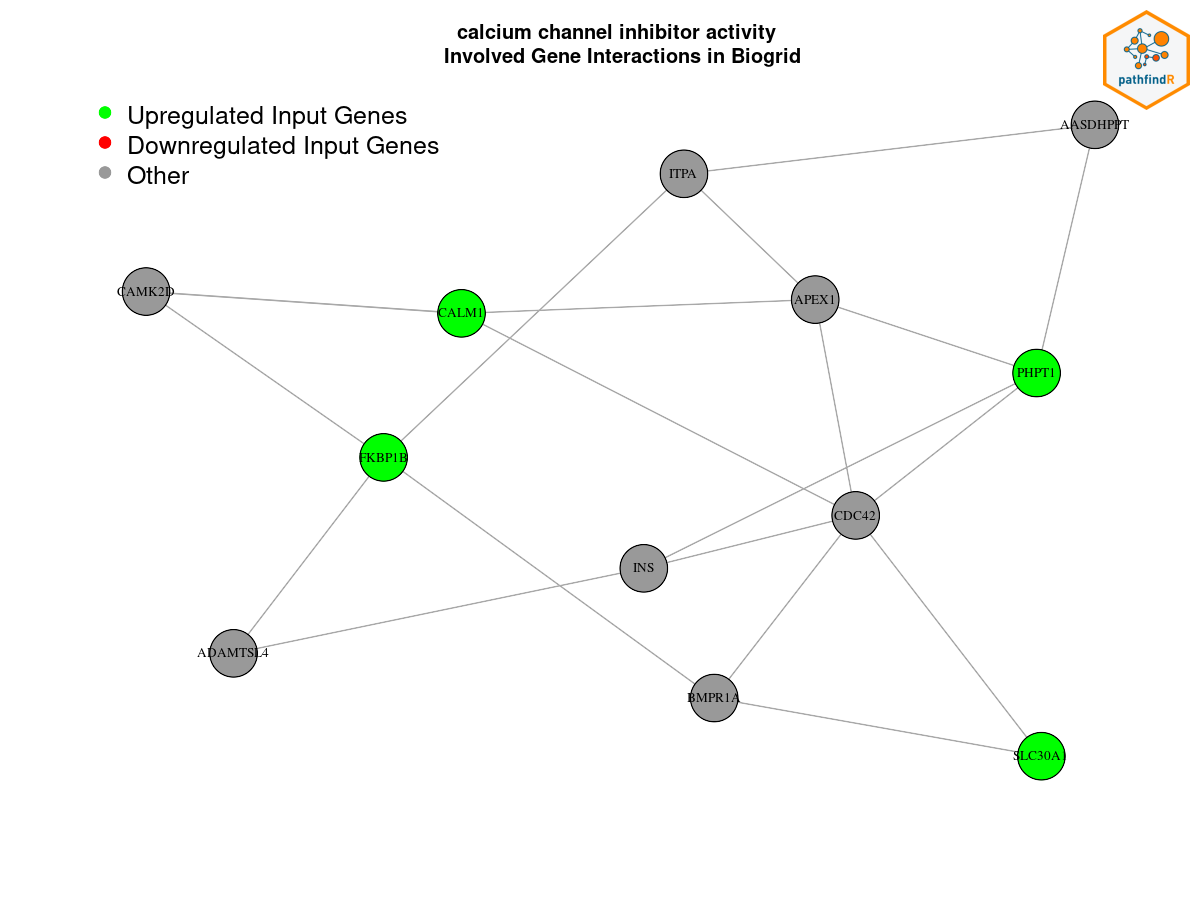 calcium channel inhibitor activity
Involved Gene Interactions in Biogrid
pathfindR
Upregulated Input Genes
Downregulated Input Genes
Other
AASDHPPT
ITPA
CAMK2D
CALM1
APEX1
PHPT1
FKBP1B
CDC42
INS
ADAMTSL4
BMPR1A
SLC30A1